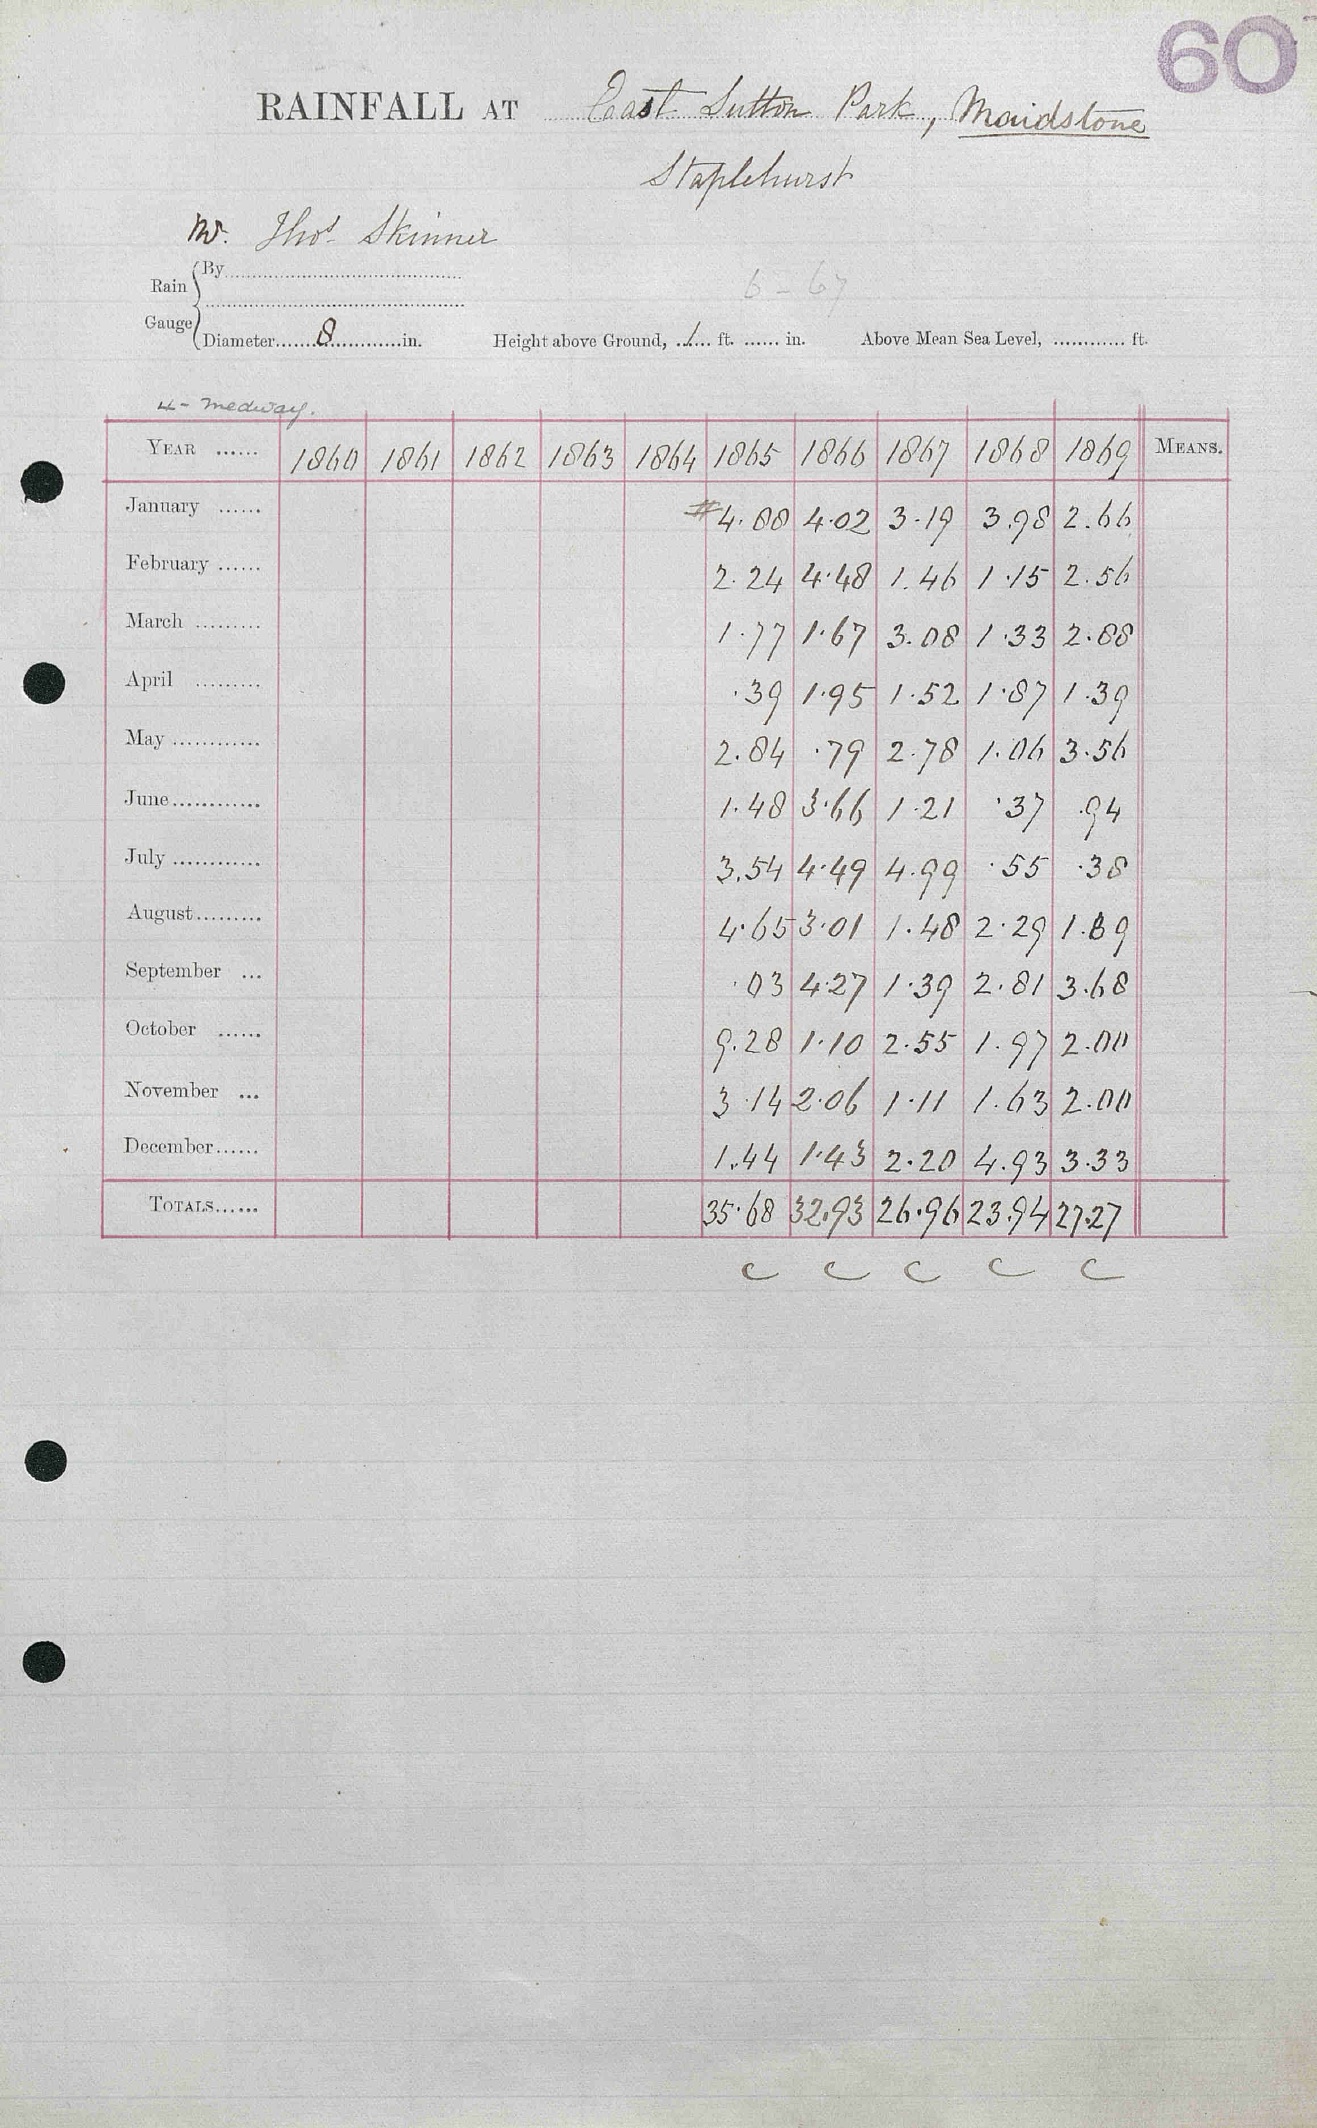 60
RAINFALL AT East Sutton Park, Maidstone
Staplehurst
Mr. Thos Skinner
Rain Gauge
By
6-67
Diameter 8 in. Height above Ground, 1 ft. in. Above Mean Sea Level, ft.
4- Medway.
YEAR 1860 1861 1862 1863 1864 1865 1866 1867 1868 1869 MEANS.
January #4.88 4.02 3.19 3.98 2.66
February 2.24 4.48 1.46 1.15 2.56
March 1.77 1.67 3.08 1.33 2.88
April .39 1.95 1.52 1.87 1.39
May 2.84 .79 2.78 1.06 3.56
June 1.48 3.66 1.21 .37 .94
July 3.54 4.49 4.99 .55 .38
August 4.65 3.01 1.48 2.29 1.89
September .03 4.27 1.39 2.81 3.68
October 9.28 1.10 2.55 1.97 2.00
November 3.14 2.06 1.11 1.63 2.00
December 1.44 1.43 2.20 4.93 3.33
TOTALS 35.68 32.93 26.96 23.94 27.27
C C C C C